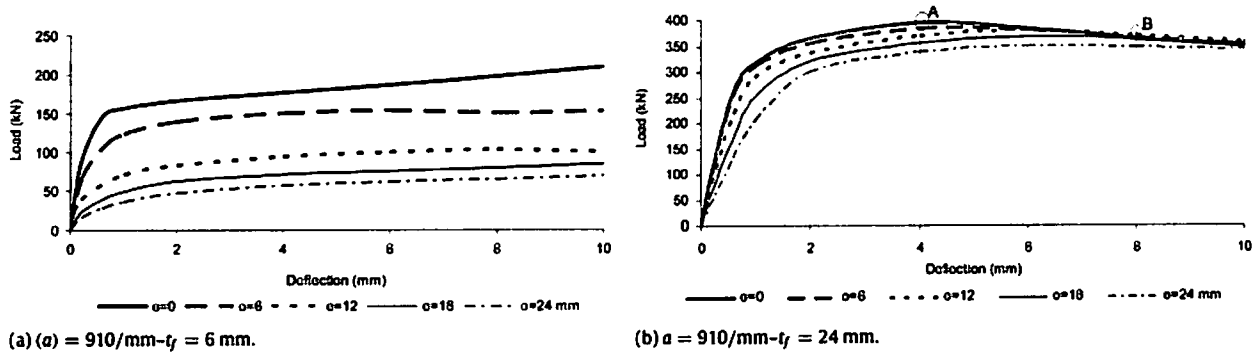 250
200
150
100
50
0
Load (kN)
0 2 4 6 8 10
Deflection (mm)
e=0 e=6 e=12 e=18 e=24 mm
(a) (a) = 910/mm–tf = 6 mm.
400
350
300
250
200
150
100
50
0
Load (kN)
A
B
0 2 4 6 8 10
Deflection (mm)
e=0 e=6 e=12 e=18 e=24 mm
(b) a = 910/mm–tf = 24 mm.